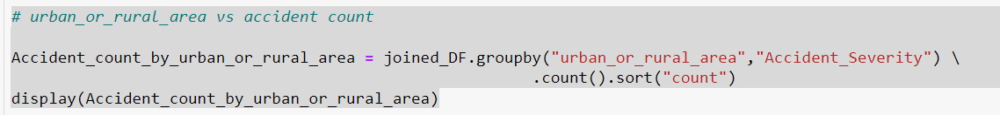 # urban_or_rural_area vs accident count
Accident_count_by_urban_or_rural_area = joined_DF.groupby("urban_or_rural_area","Accident_Severity") \
.count().sort("count")
display(Accident_count_by_urban_or_rural_area)